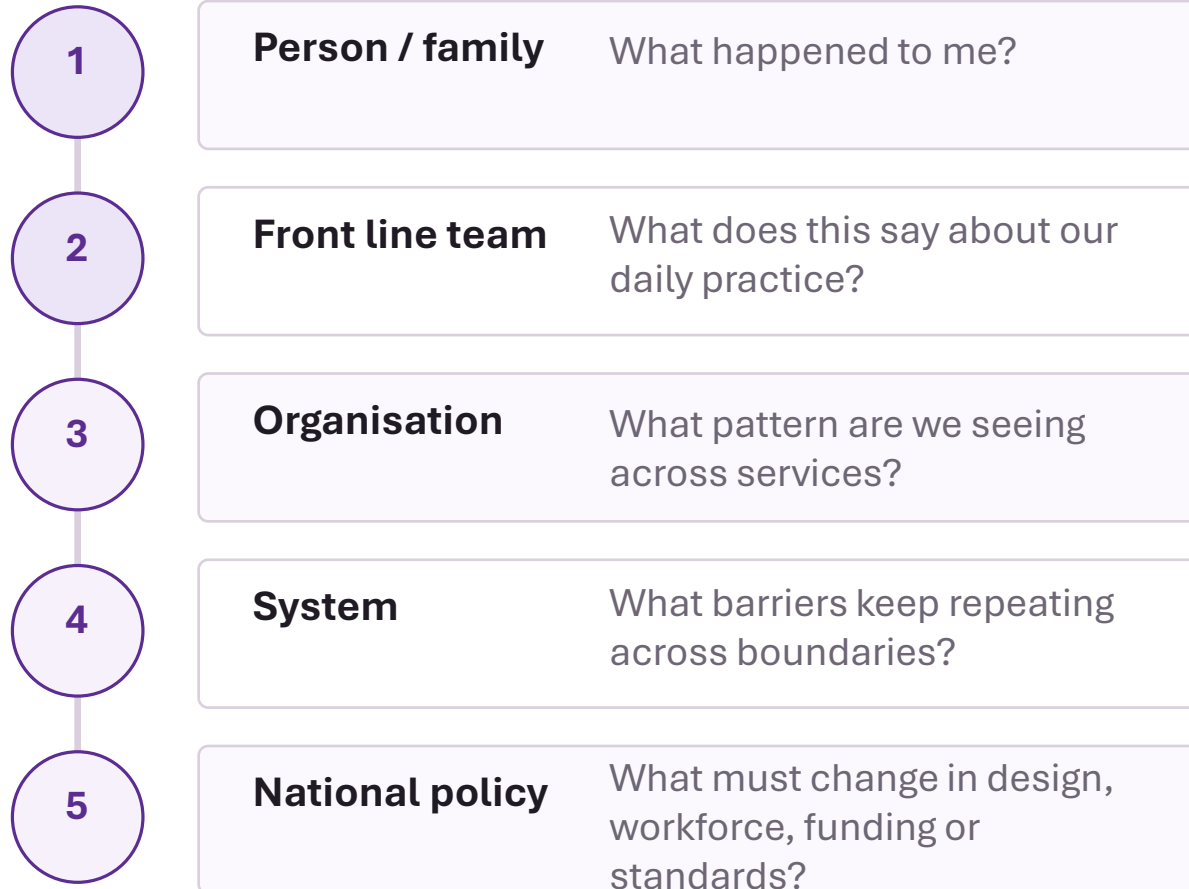 1
Person / family
What happened to me?
2
Front line team
What does this say about our
daily practice?
3
Organisation
What pattern are we seeing
across services?
4
System
What barriers keep repeating
across boundaries?
5
National policy
What must change in design,
workforce, funding or
standards?